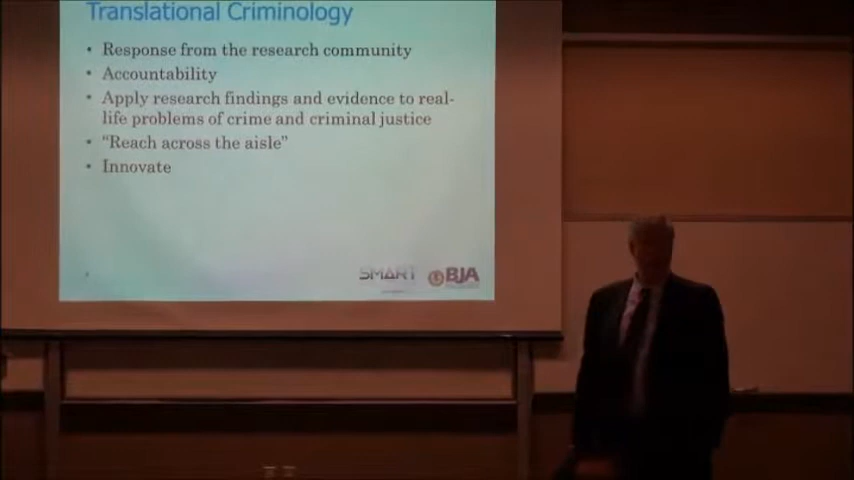 Translational Criminology
• Response from the research community
• Accountability
• Apply research findings and evidence to real-
life problems of crime and criminal justice
• "Reach across the aisle"
• Innovate
SMART
BJA